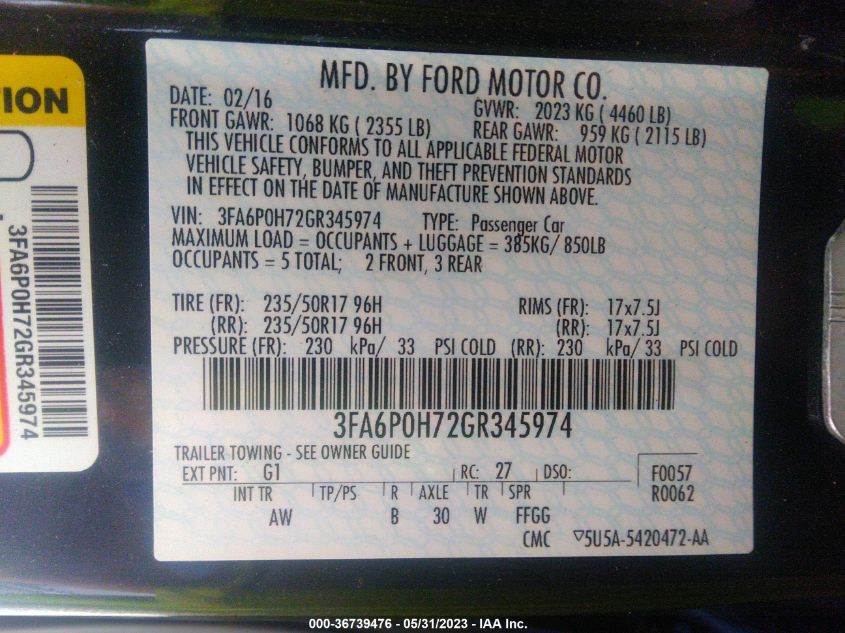 TION
3FA6P0H72GR345974
MFD. BY FORD MOTOR CO.
DATE: 02/16 GVWR: 2023 KG ( 4460 LB)
FRONT GAWR: 1068 KG ( 2355 LB) REAR GAWR: 959 KG ( 2115 LB)
THIS VEHICLE CONFORMS TO ALL APPLICABLE FEDERAL MOTOR
VEHICLE SAFETY, BUMPER, AND THEFT PREVENTION STANDARDS
IN EFFECT ON THE DATE OF MANUFACTURE SHOWN ABOVE.
VIN: 3FA6P0H72GR345974 TYPE: Passenger Car
MAXIMUM LOAD = OCCUPANTS + LUGGAGE = 385KG/ 850LB
OCCUPANTS = 5 TOTAL; 2 FRONT, 3 REAR
TIRE (FR): 235/50R17 96H RIMS (FR): 17x7.5J
(RR): 235/50R17 96H (RR): 17x7.5J
PRESSURE (FR): 230 kPa/ 33 PSI COLD (RR): 230 kPa/ 33 PSI COLD
3FA6P0H72GR345974
TRAILER TOWING - SEE OWNER GUIDE
EXT PNT: G1 RC: 27 DSO: F0057
R0062
INT TR TP/PS R AXLE TR SPR
AW B 30 W FFGG
CMC ▽5U5A-5420472-AA
000-36739476 - 05/31/2023 - IAA Inc.